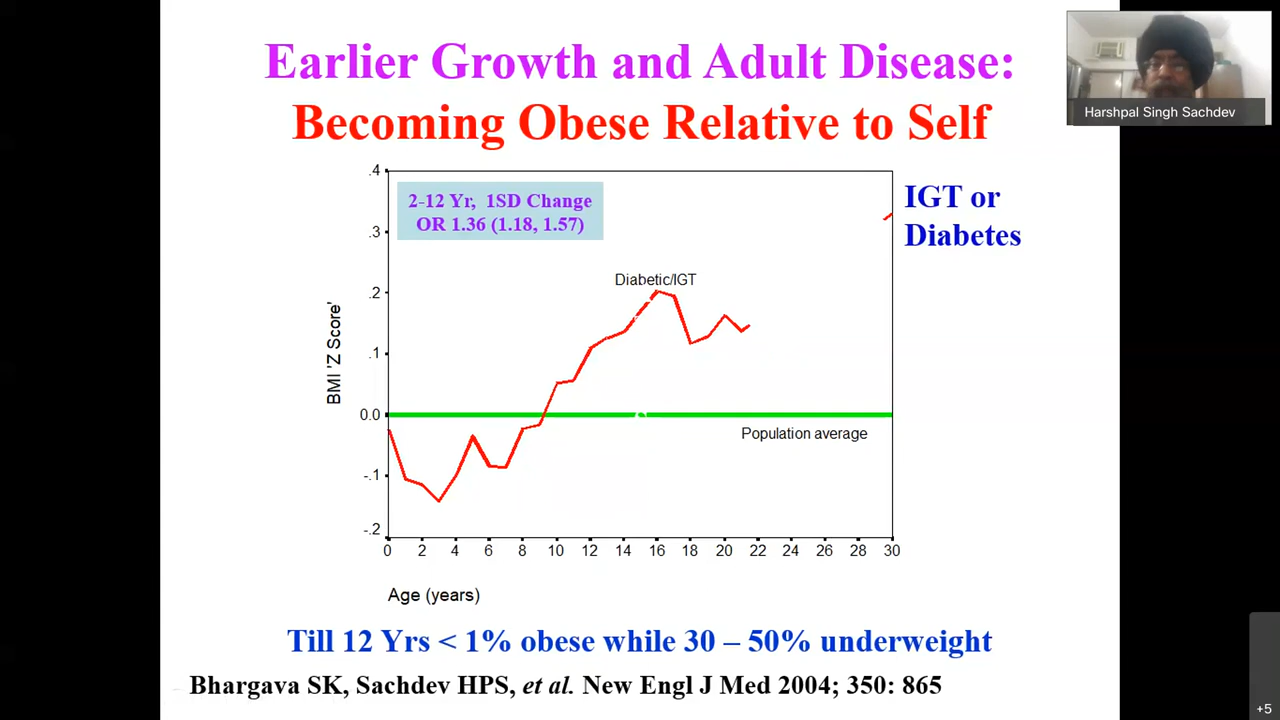 Earlier Growth and Adult Disease:
Becoming Obese Relative to Self
Harshpal Singh Sachdev
2-12 Yr, 1SD Change
OR 1.36 (1.18, 1.57)
IGT or
Diabetes
Diabetic/IGT
Population average
BMI 'Z Score'
.4
.3
.2
.1
0.0
-.1
-.2
0 2 4 6 8 10 12 14 16 18 20 22 24 26 28 30
Age (years)
Till 12 Yrs < 1% obese while 30 – 50% underweight
Bhargava SK, Sachdev HPS, et al. New Engl J Med 2004; 350: 865
+5